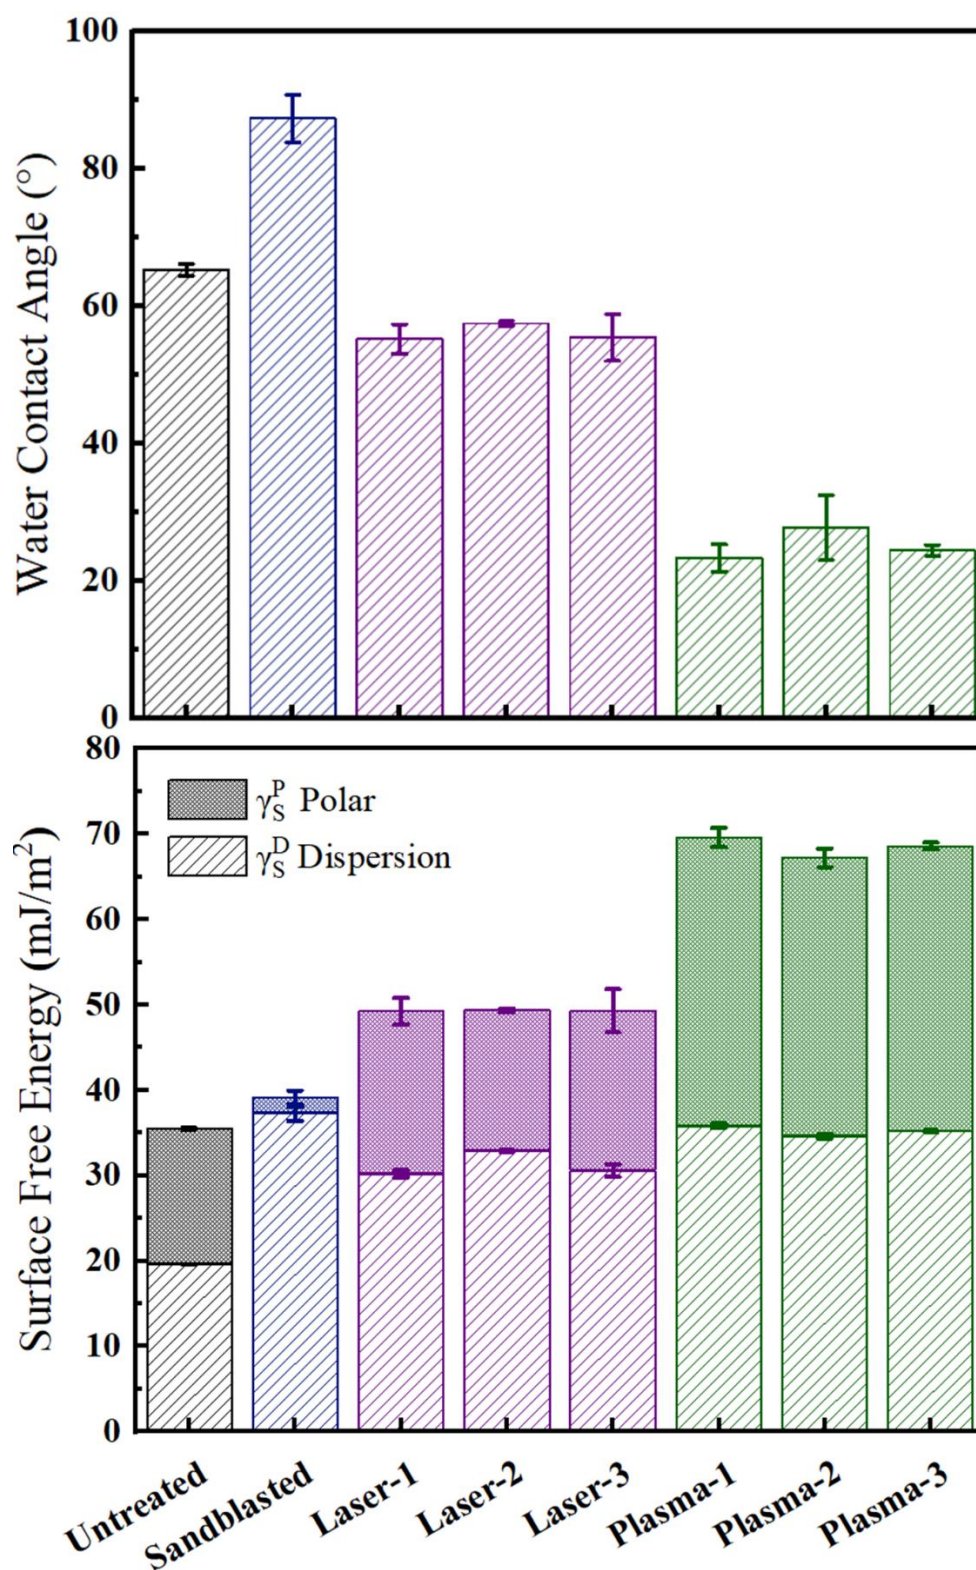 Water Contact Angle (°)
100
80
60
40
20
0
Surface Free Energy (mJ/m²)
80
70
60
50
40
30
20
10
0
γ_S^P Polar
γ_S^D Dispersion
Untreated
Sandblasted
Laser-1
Laser-2
Laser-3
Plasma-1
Plasma-2
Plasma-3